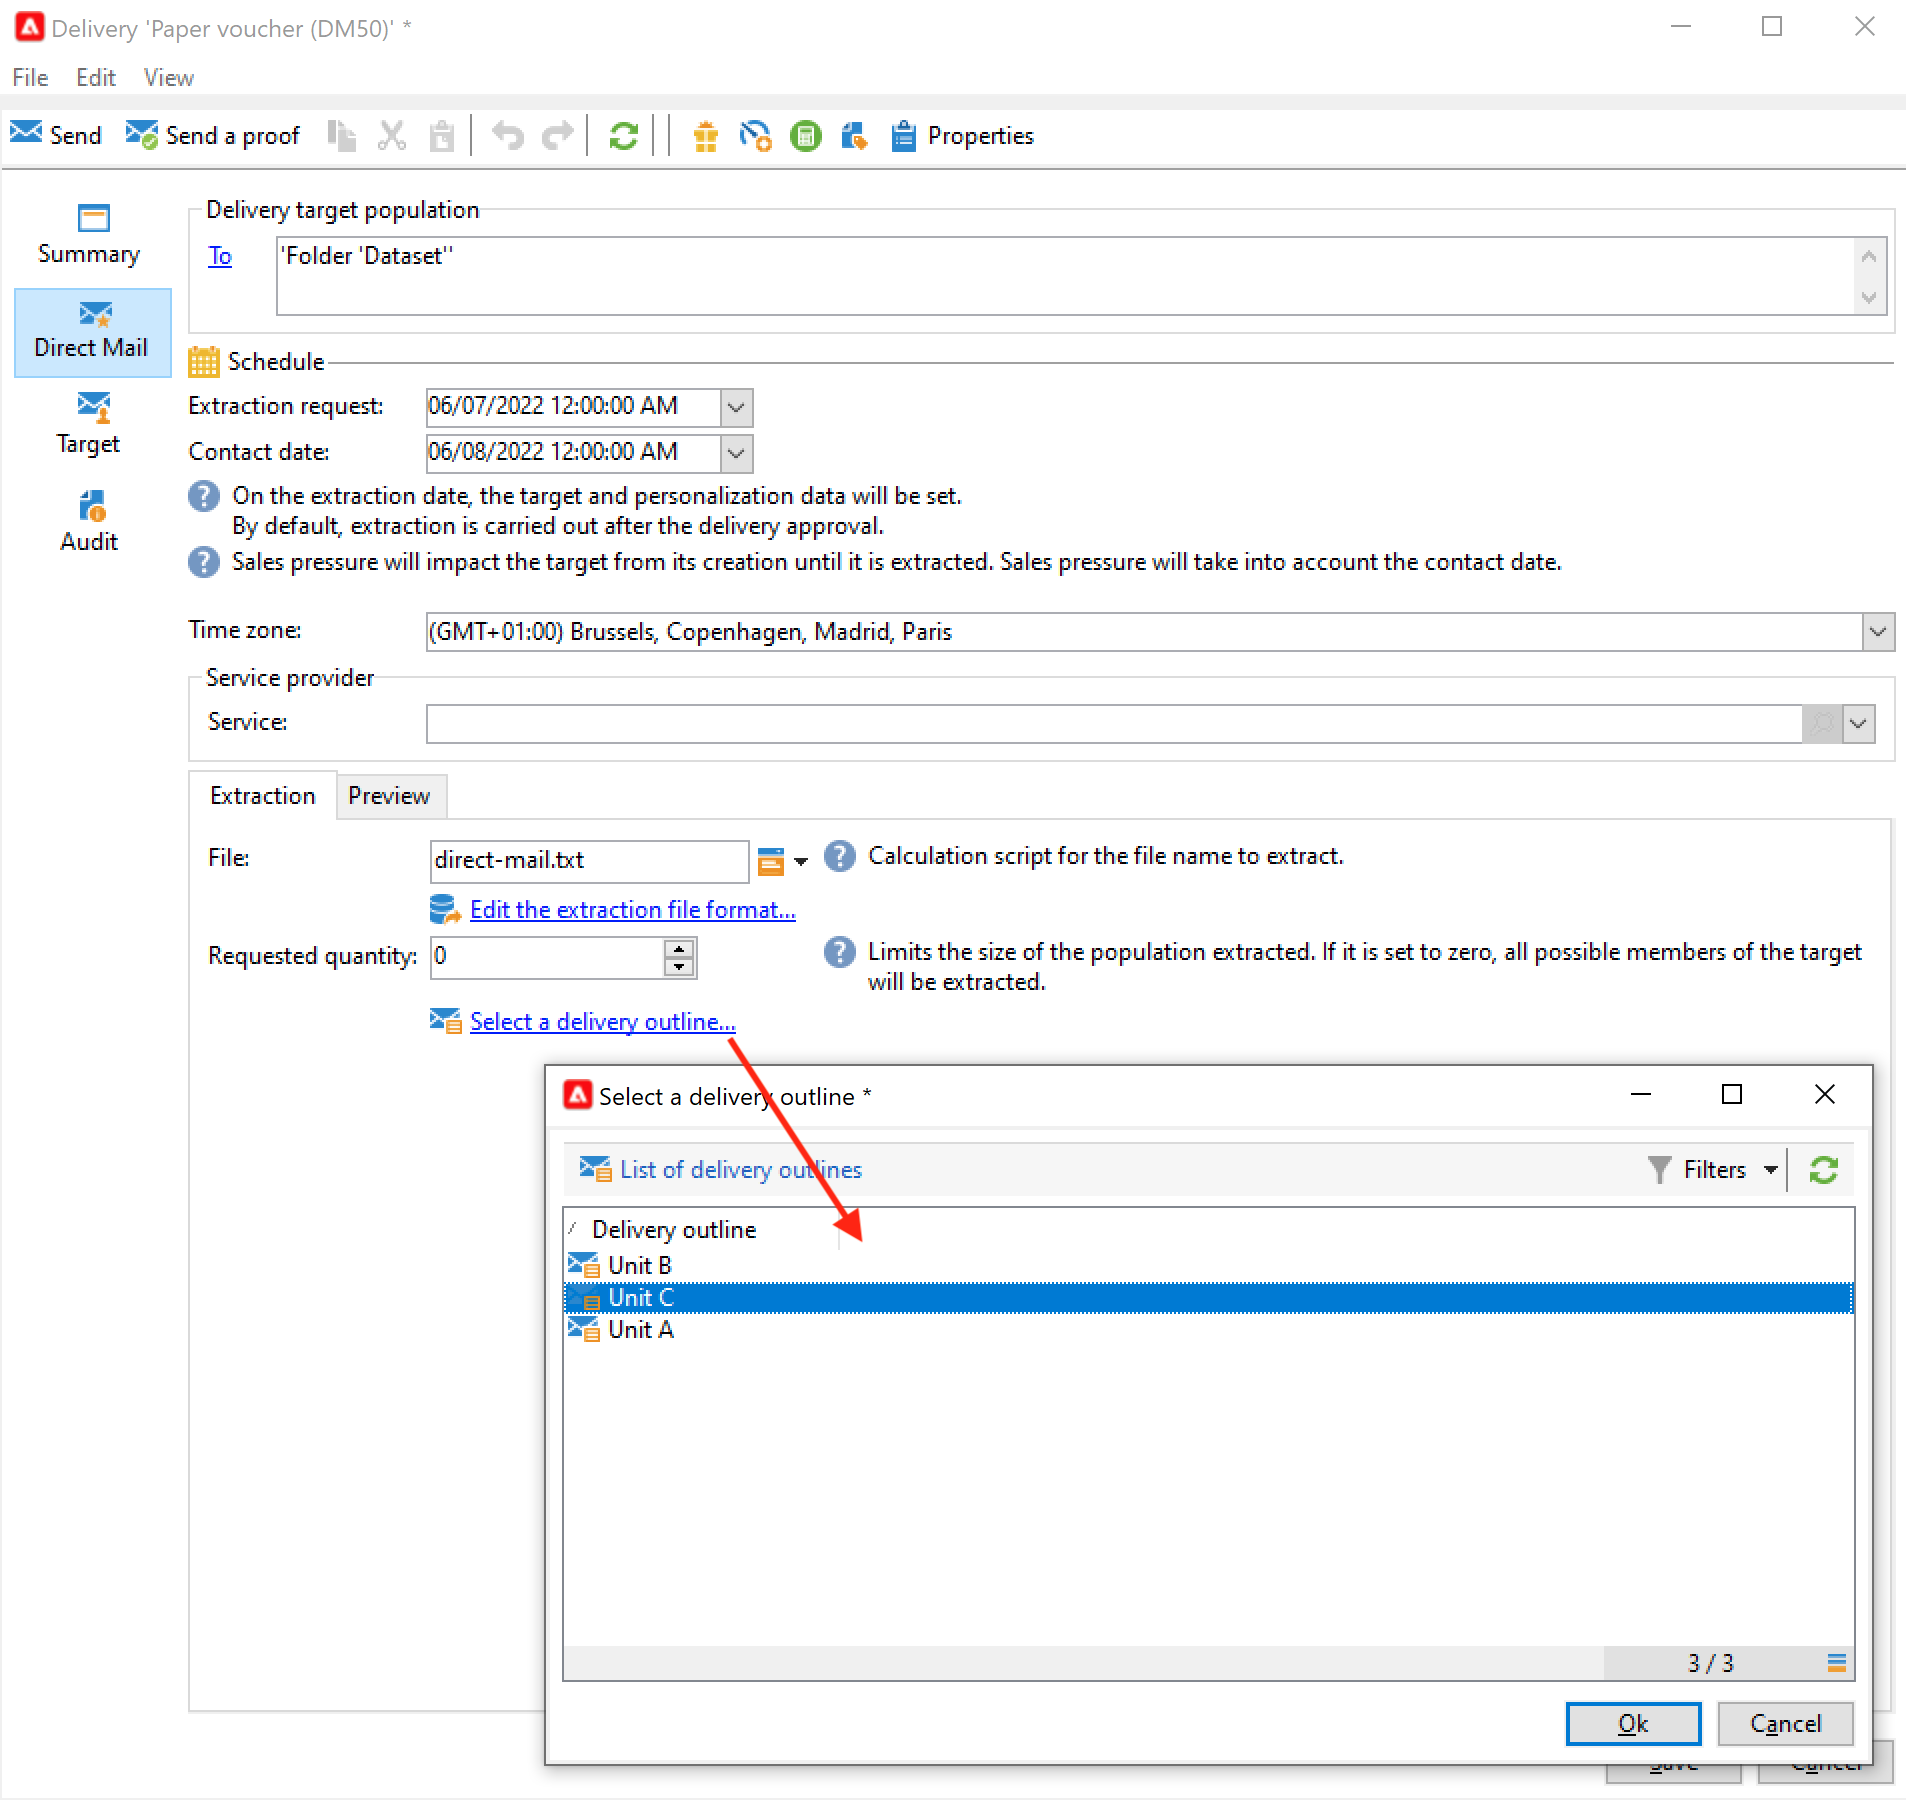 Delivery 'Paper voucher (DM50)' *
File Edit View
Send Send a proof Properties
Summary
Direct Mail
Target
Audit
Delivery target population
To 'Folder 'Dataset''
Schedule
Extraction request: 06/07/2022 12:00:00 AM
Contact date: 06/08/2022 12:00:00 AM
On the extraction date, the target and personalization data will be set.
By default, extraction is carried out after the delivery approval.
Sales pressure will impact the target from its creation until it is extracted. Sales pressure will take into account the contact date.
Time zone: (GMT+01:00) Brussels, Copenhagen, Madrid, Paris
Service provider
Service:
Extraction Preview
File: direct-mail.txt Calculation script for the file name to extract.
Edit the extraction file format...
Requested quantity: 0 Limits the size of the population extracted. If it is set to zero, all possible members of the target
will be extracted.
Select a delivery outline...
Select a delivery outline *
List of delivery outlines Filters
Delivery outline
Unit B
Unit C
Unit A
3 / 3
Ok Cancel
Save Cancel